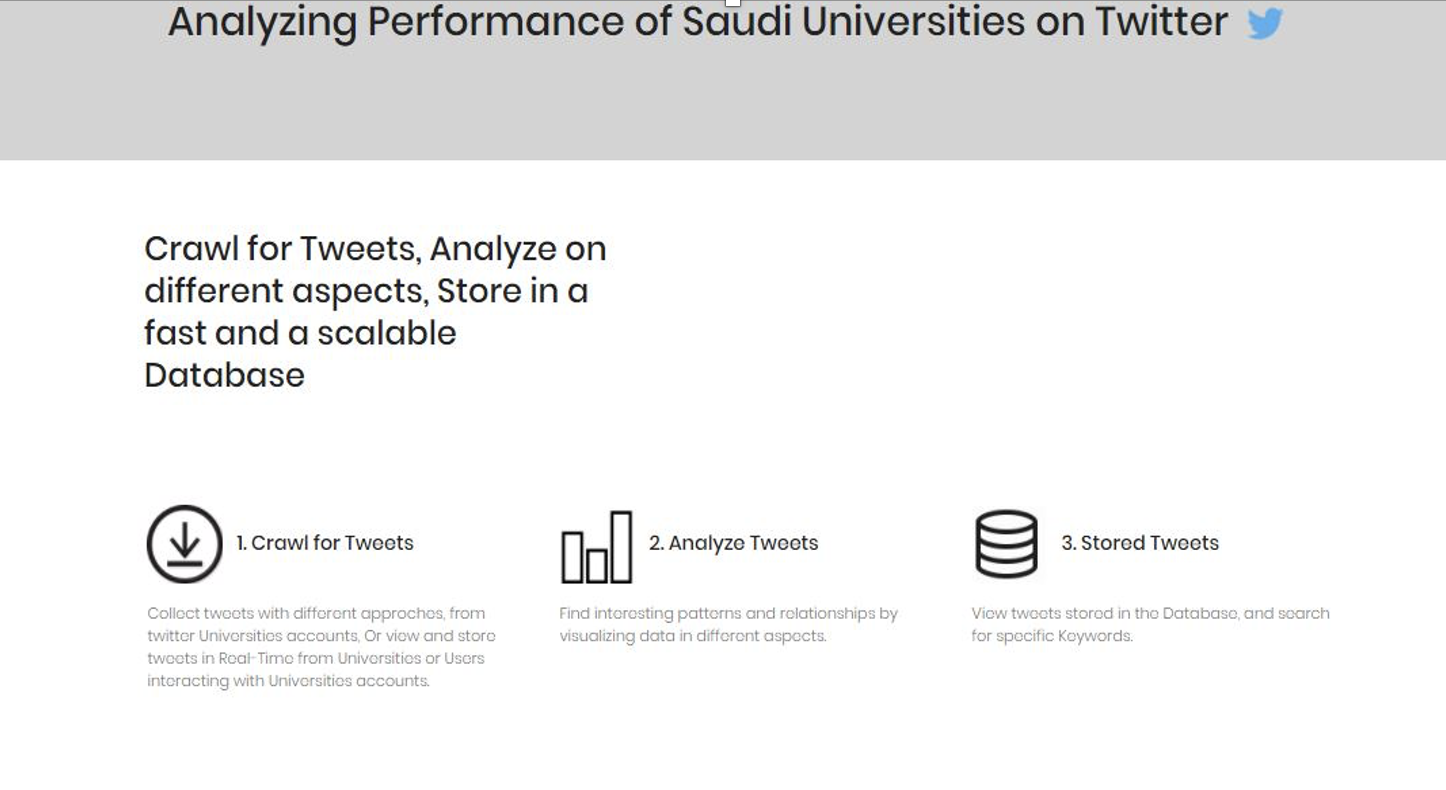 Analyzing Performance of Saudi Universities on Twitter
Crawl for Tweets, Analyze on
different aspects, Store in a
fast and a scalable
Database
1. Crawl for Tweets
Collect tweets with different approches, from
twitter Universities accounts, Or view and store
tweets in Real-Time from Universities or Users
interacting with Universities accounts.
2. Analyze Tweets
Find interesting patterns and relationships by
visualizing data in different aspects.
3. Stored Tweets
View tweets stored in the Database, and search
for specific Keywords.